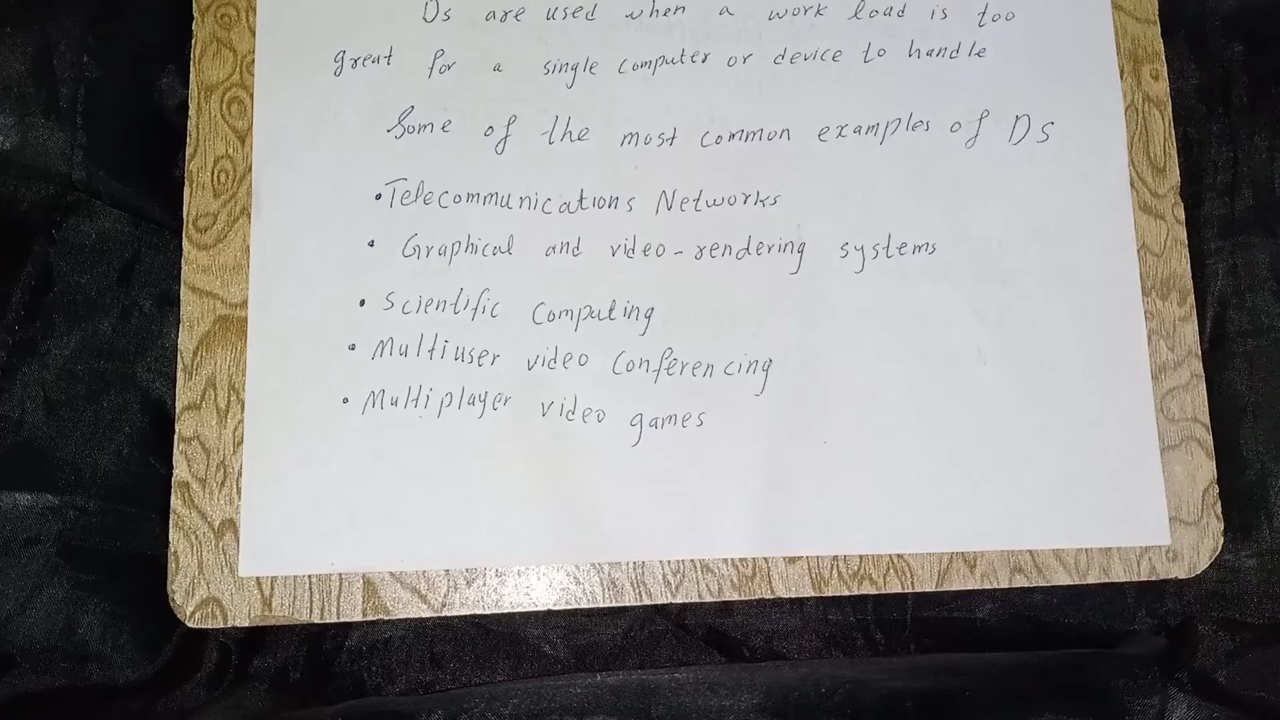 Ds are used when a work load is too
great for a single computer or device to handle
Some of the most common examples of DS
• Telecommunications Networks
• Graphical and video-rendering systems
• Scientific Computing
• Multiuser video Conferencing
• Multiplayer video games